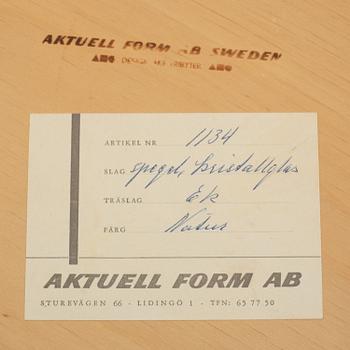 AKTUELL FORM AB SWEDEN
DESIGN
ARTIKEL NR 1134
SLAG spegel, kristallglas
TRÄSLAG Ek
FÄRG Natur
AKTUELL FORM AB
STUREVÄGEN 66 - LIDINGÖ 1 - TFN: 65 77 50